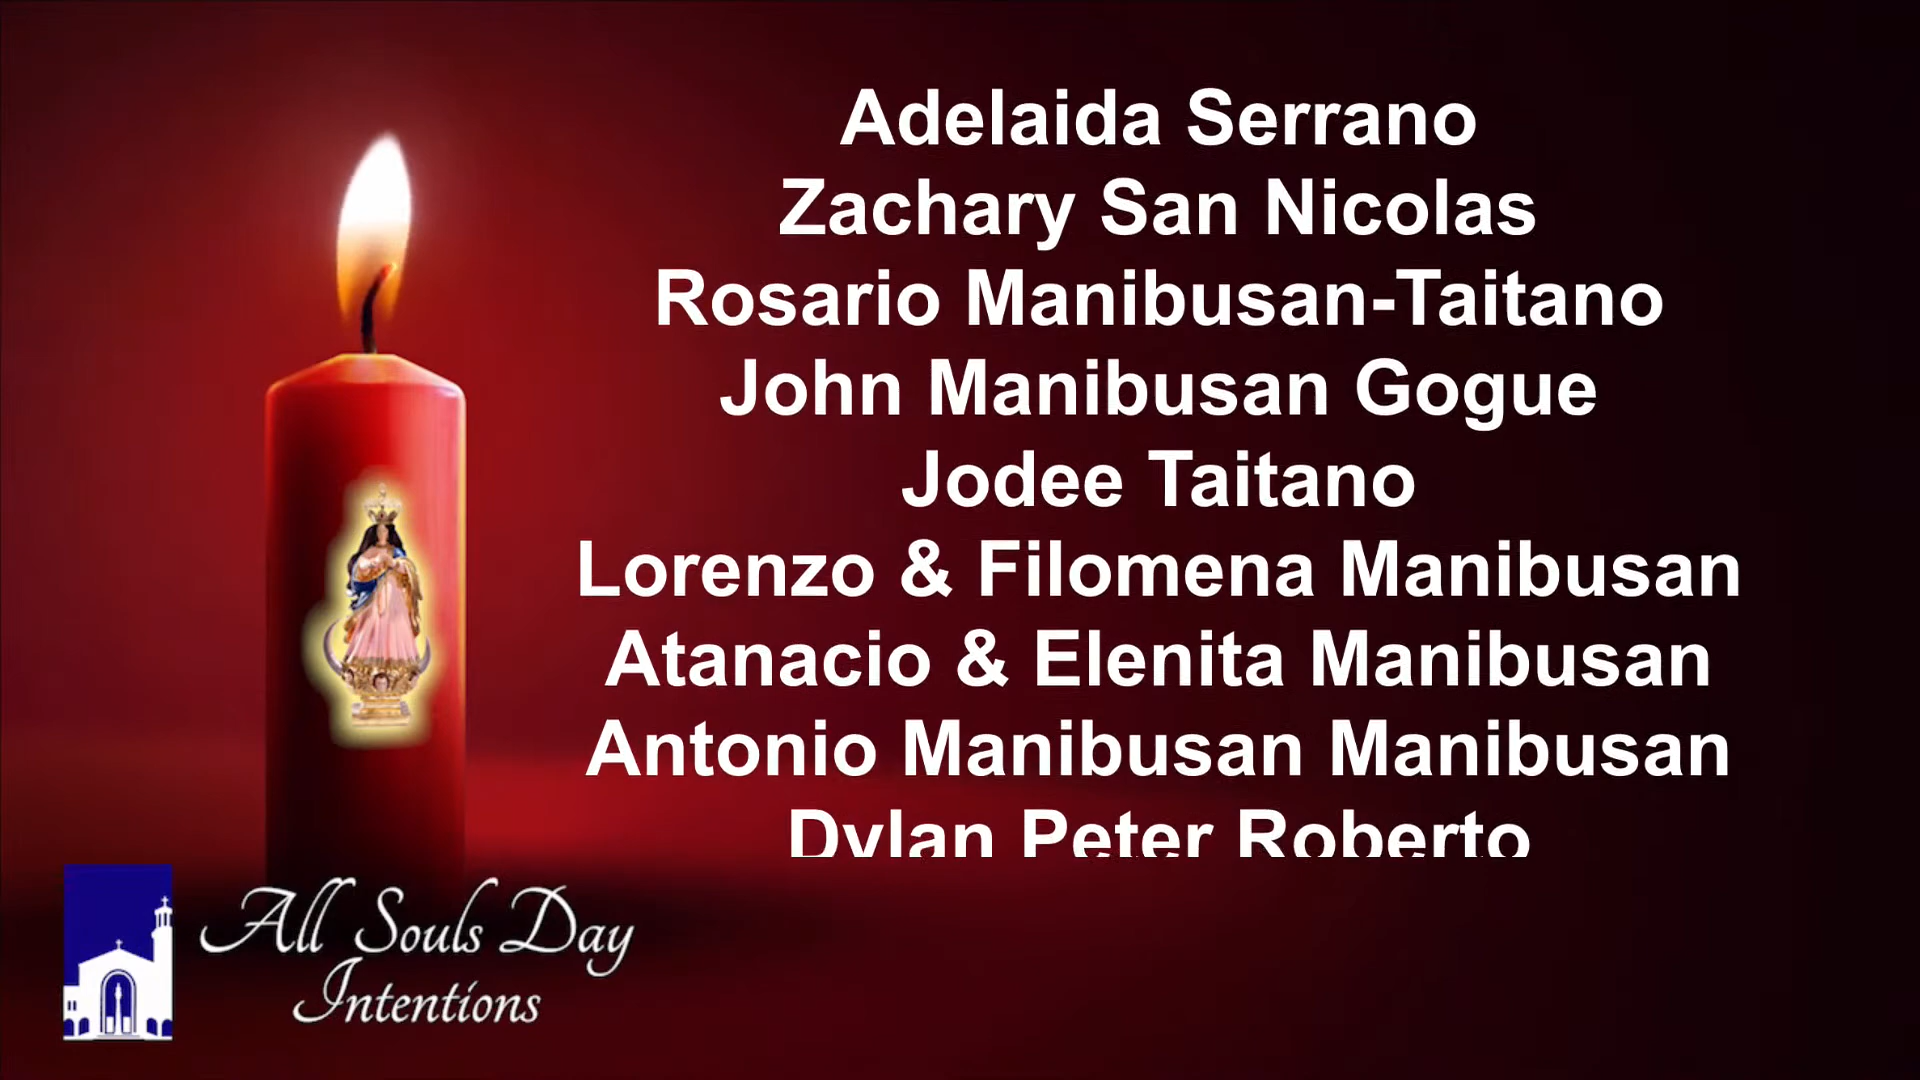 Adelaida Serrano
Zachary San Nicolas
Rosario Manibusan-Taitano
John Manibusan Gogue
Jodee Taitano
Lorenzo & Filomena Manibusan
Atanacio & Elenita Manibusan
Antonio Manibusan Manibusan
Dylan Peter Roberto
All Souls Day
Intentions